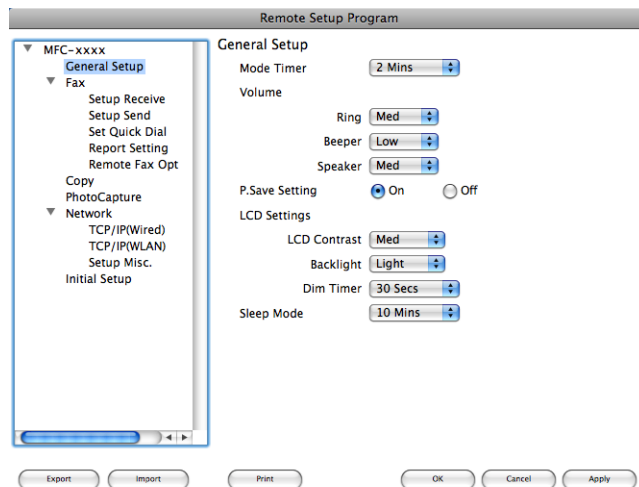 Remote Setup Program
MFC-xxxx
General Setup
Fax
Setup Receive
Setup Send
Set Quick Dial
Report Setting
Remote Fax Opt
Copy
PhotoCapture
Network
TCP/IP(Wired)
TCP/IP(WLAN)
Setup Misc.
Initial Setup
General Setup
Mode Timer 2 Mins
Volume
Ring Med
Beeper Low
Speaker Med
P.Save Setting On Off
LCD Settings
LCD Contrast Med
Backlight Light
Dim Timer 30 Secs
Sleep Mode 10 Mins
Export Import Print OK Cancel Apply